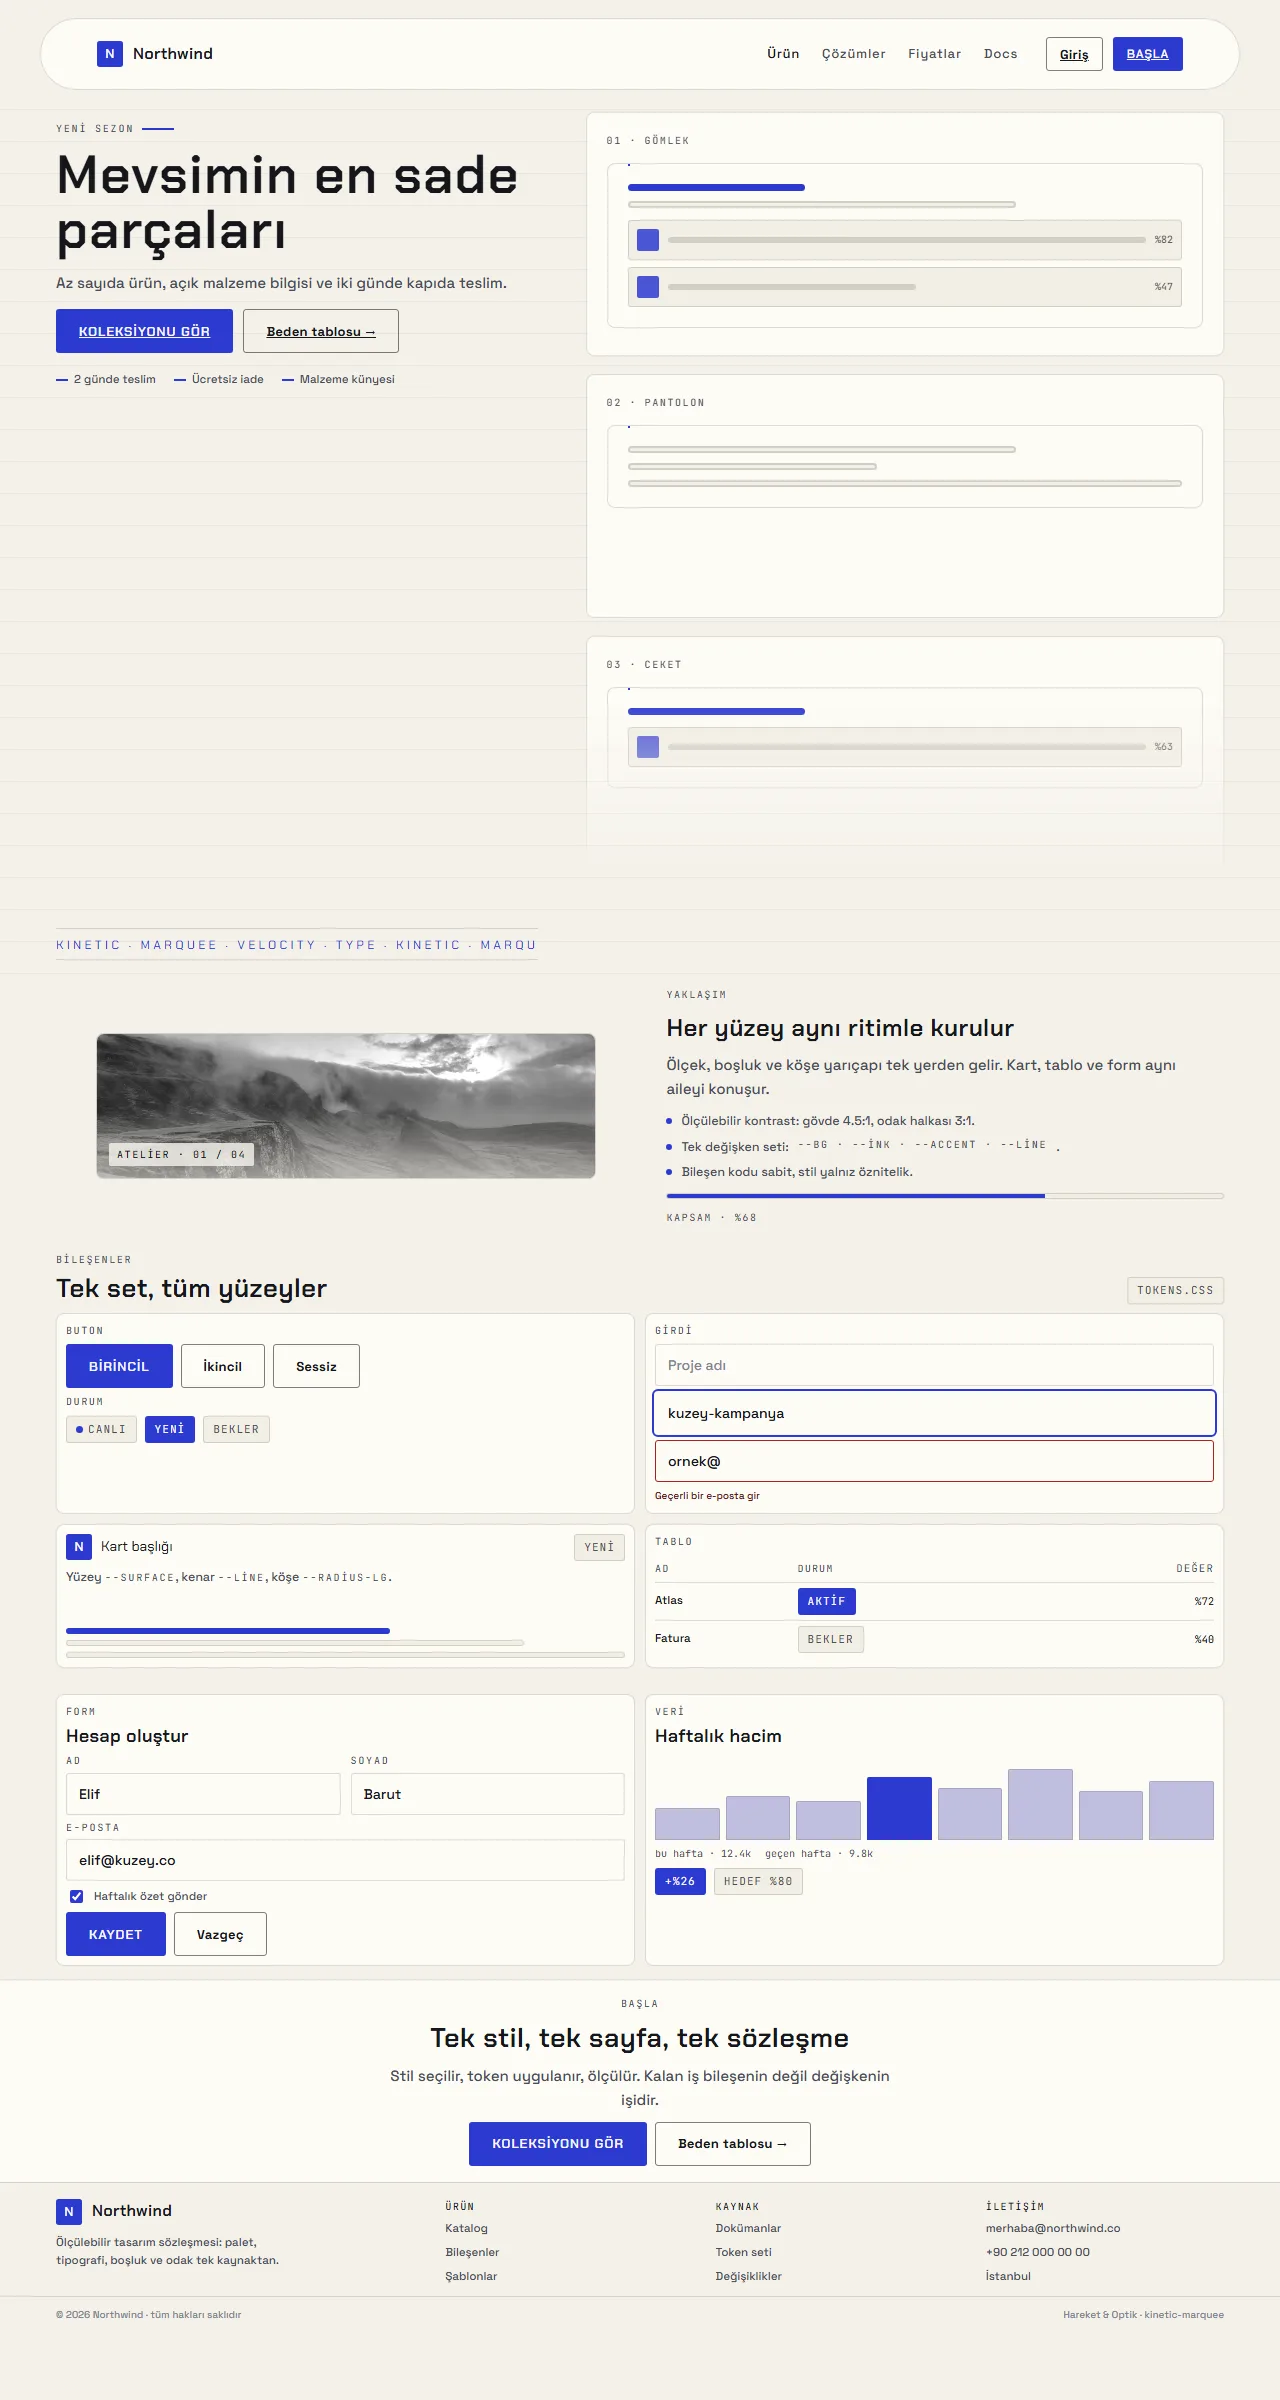 N Northwind
Ürün Çözümler Fiyatlar Docs Giriş BAŞLA
YENİ SEZON
Mevsimin en sade
parçaları
Az sayıda ürün, açık malzeme bilgisi ve iki günde kapıda teslim.
KOLEKSİYONU GÖR Beden tablosu →
2 günde teslim Ücretsiz iade Malzeme künyesi
01 · GÖMLEK
%82
%47
02 · PANTOLON
03 · CEKET
%63
KINETIC · MARQUEE · VELOCITY · TYPE · KINETIC · MARQU
ATELİER · 01 / 04
YAKLAŞIM
Her yüzey aynı ritimle kurulur
Ölçek, boşluk ve köşe yarıçapı tek yerden gelir. Kart, tablo ve form aynı
aileyi konuşur.
Ölçülebilir kontrast: gövde 4.5:1, odak halkası 3:1.
Tek değişken seti: --BG · --İNK · --ACCENT · --LİNE .
Bileşen kodu sabit, stil yalnız öznitelik.
KAPSAM · %68
BİLEŞENLER
Tek set, tüm yüzeyler
TOKENS.CSS
BUTON
BİRİNCİL İkincil Sessiz
DURUM
CANLI YENİ BEKLER
GİRDİ
Proje adı
kuzey-kampanya
ornek@
Geçerli bir e-posta gir
N Kart başlığı YENİ
Yüzey --SURFACE, kenar --LİNE, köşe --RADİUS-LG.
TABLO
AD DURUM DEĞER
Atlas AKTİF %72
Fatura BEKLER %40
FORM
Hesap oluştur
AD SOYAD
Elif Barut
E-POSTA
elif@kuzey.co
Haftalık özet gönder
KAYDET Vazgeç
VERİ
Haftalık hacim
bu hafta · 12.4k geçen hafta · 9.8k
+%26 HEDEF %80
BAŞLA
Tek stil, tek sayfa, tek sözleşme
Stil seçilir, token uygulanır, ölçülür. Kalan iş bileşenin değil değişkenin
işidir.
KOLEKSİYONU GÖR Beden tablosu →
N Northwind
Ölçülebilir tasarım sözleşmesi: palet,
tipografi, boşluk ve odak tek kaynaktan.
ÜRÜN
Katalog
Bileşenler
Şablonlar
KAYNAK
Dokümanlar
Token seti
Değişiklikler
İLETİŞİM
merhaba@northwind.co
+90 212 000 00 00
İstanbul
© 2026 Northwind · tüm hakları saklıdır
Hareket & Optik · kinetic-marquee